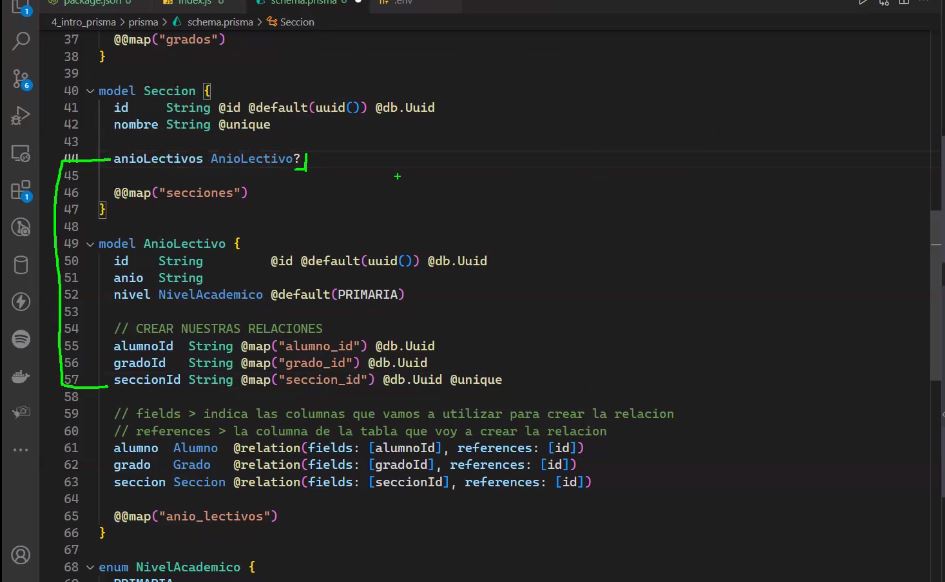 package.json 6
index.js 6
schema.prisma 6
.env
4_intro_prisma > prisma > schema.prisma > Seccion
37 @@map("grados")
38 }
39
40 model Seccion {
41 id String @id @default(uuid()) @db.Uuid
42 nombre String @unique
43
44 anioLectivos AnioLectivo?
45
46 @@map("secciones")
47 }
48
49 model AnioLectivo {
50 id String @id @default(uuid()) @db.Uuid
51 anio String
52 nivel NivelAcademico @default(PRIMARIA)
53
54 // CREAR NUESTRAS RELACIONES
55 alumnoId String @map("alumno_id") @db.Uuid
56 gradoId String @map("grado_id") @db.Uuid
57 seccionId String @map("seccion_id") @db.Uuid @unique
58
59 // fields > indica las columnas que vamos a utilizar para crear la relacion
60 // references > la columna de la tabla que voy a crear la relacion
61 alumno Alumno @relation(fields: [alumnoId], references: [id])
62 grado Grado @relation(fields: [gradoId], references: [id])
63 seccion Seccion @relation(fields: [seccionId], references: [id])
64
65 @@map("anio_lectivos")
66 }
67
68 enum NivelAcademico {
PRIMARIA
1
6
1